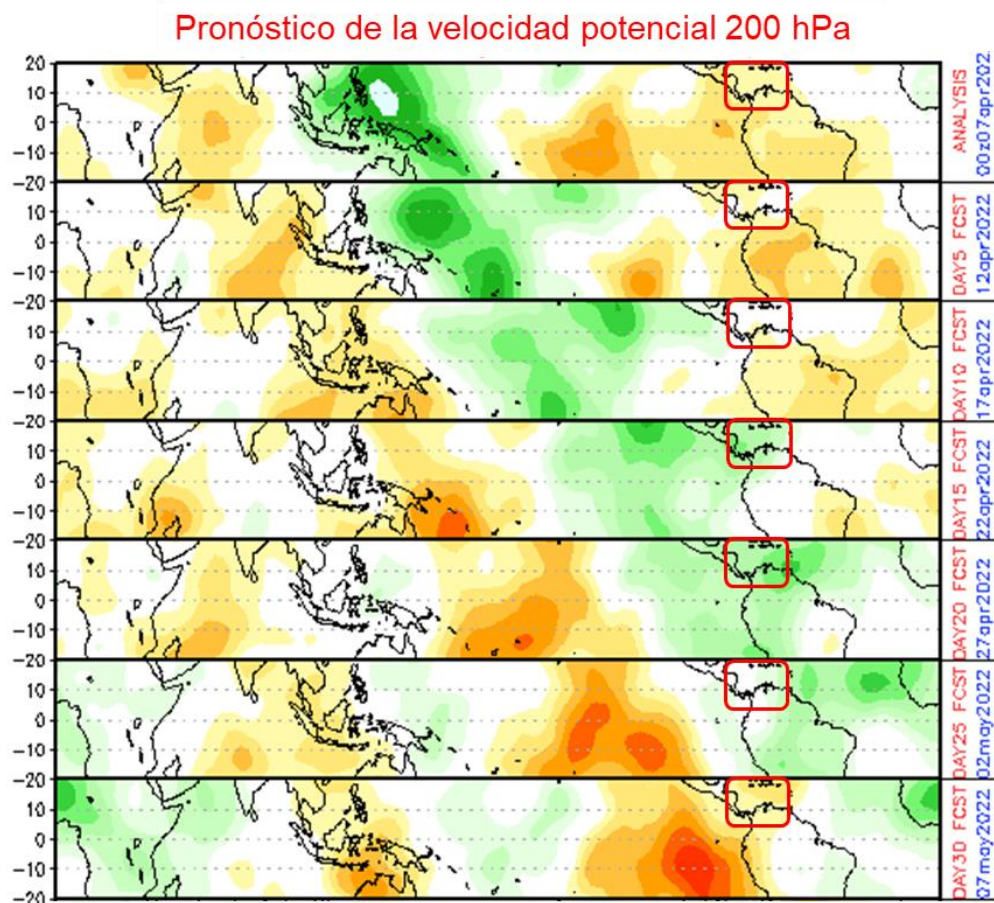 Pronóstico de la velocidad potencial 200 hPa
20
10
0
-10
-20
ANALYSIS
00z07apr202
10
0
-10
-20
DAY5 FCST
12apr2022
10
0
-10
-20
DAY10 FCST
17apr2022
10
0
-10
-20
DAY15 FCST
22apr2022
10
0
-10
-20
DAY20 FCST
27apr2022
10
0
-10
-20
DAY25 FCST
02may2022
10
0
-10
-20
DAY30 FCST
07may2022